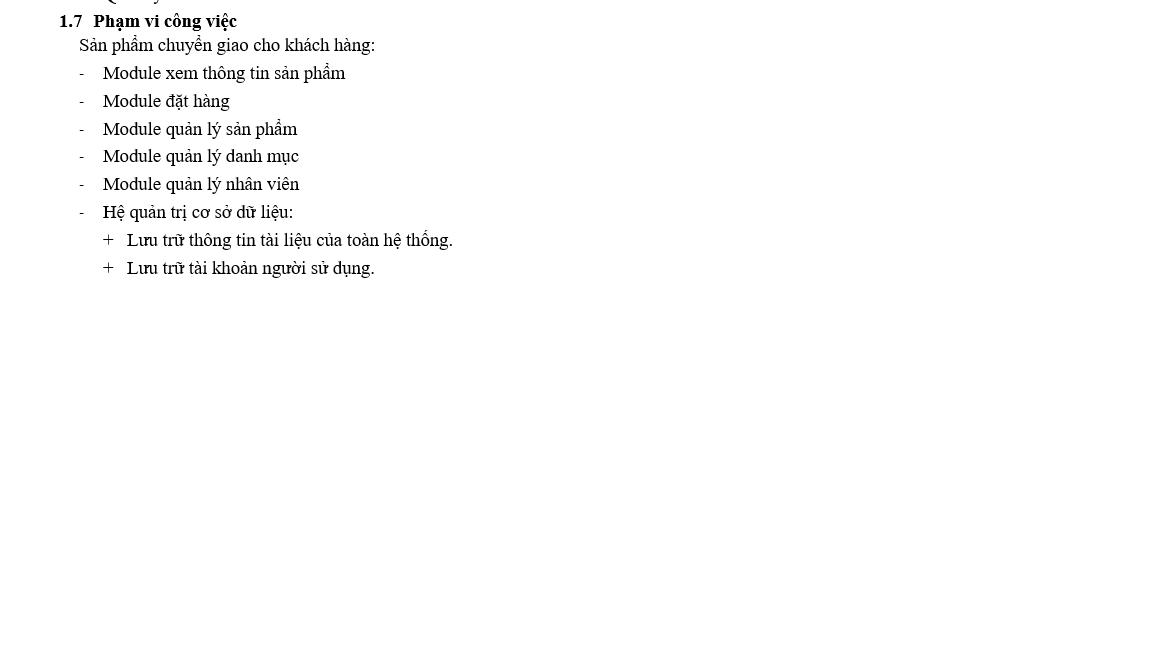 1.7 Phạm vi công việc
Sản phẩm chuyển giao cho khách hàng:
- Module xem thông tin sản phẩm
- Module đặt hàng
- Module quản lý sản phẩm
- Module quản lý danh mục
- Module quản lý nhân viên
- Hệ quản trị cơ sở dữ liệu:
+ Lưu trữ thông tin tài liệu của toàn hệ thống.
+ Lưu trữ tài khoản người sử dụng.